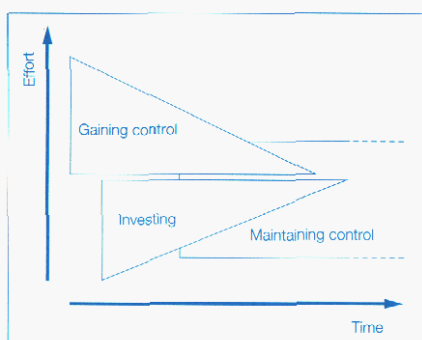 Effort
Gaining control
Investing
Maintaining control
Time